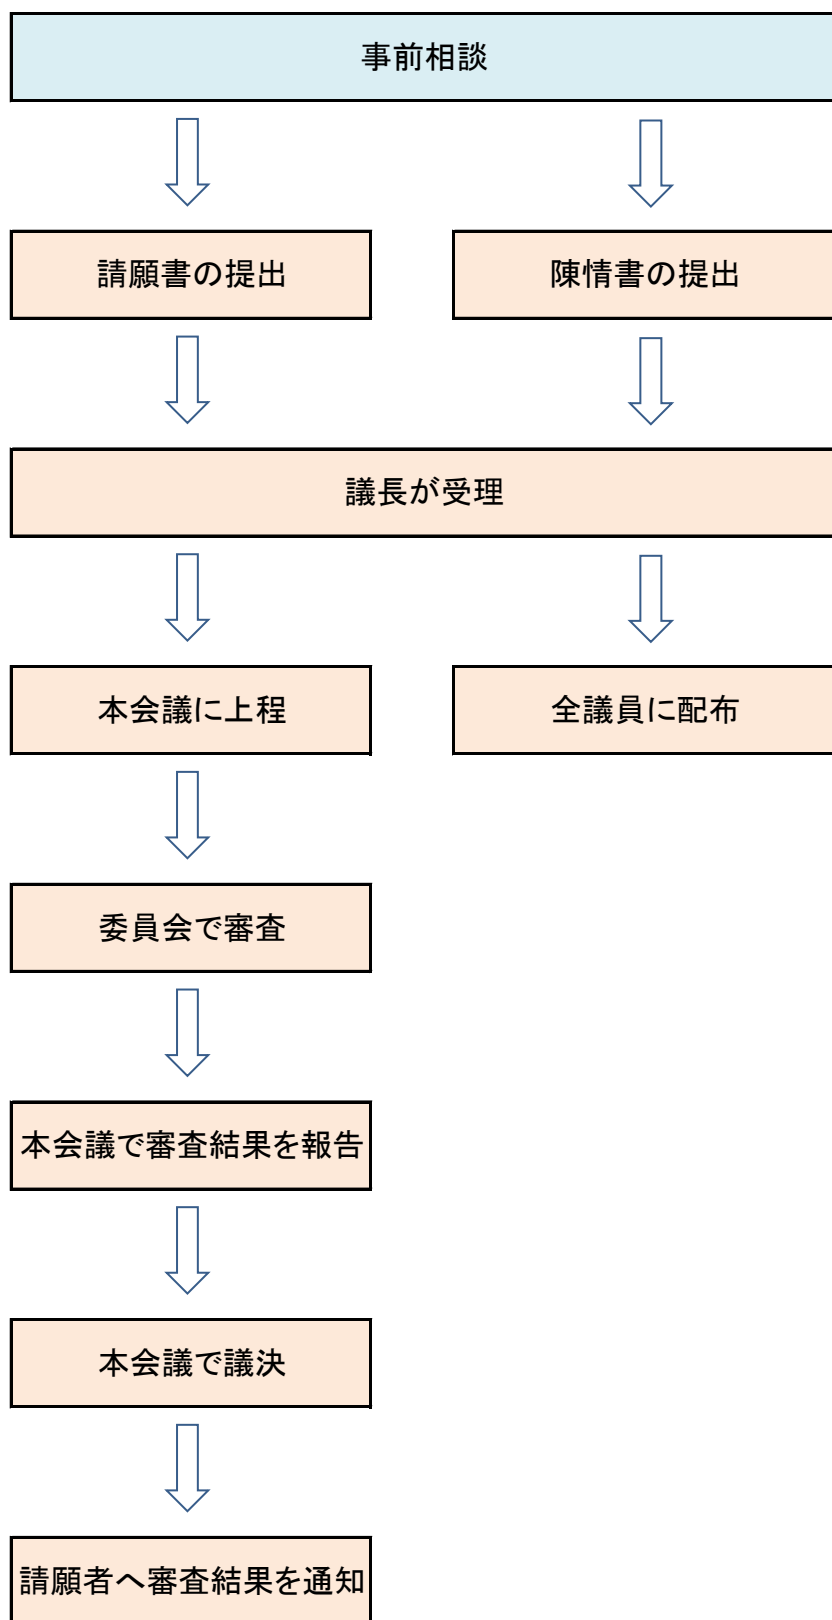 事前相談
請願書の提出
陳情書の提出
議長が受理
本会議に上程
全議員に配布
委員会で審査
本会議で審査結果を報告
本会議で議決
請願者へ審査結果を通知